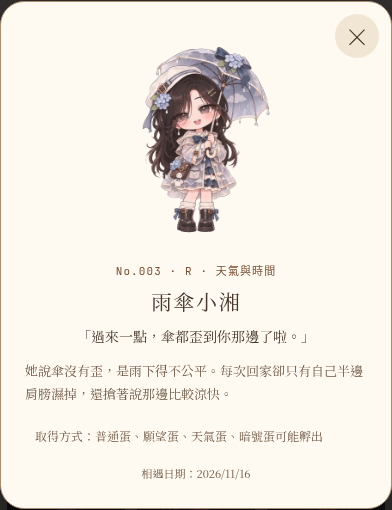 No.003 · R · 天氣與時間
雨傘小湘
「過來一點，傘都歪到你那邊了啦。」
她說傘沒有歪，是雨下得不公平。每次回家卻只有自己半邊
肩膀濕掉，還搶著說那邊比較涼快。
取得方式：普通蛋、願望蛋、天氣蛋、暗號蛋可能孵出
相遇日期：2026/11/16